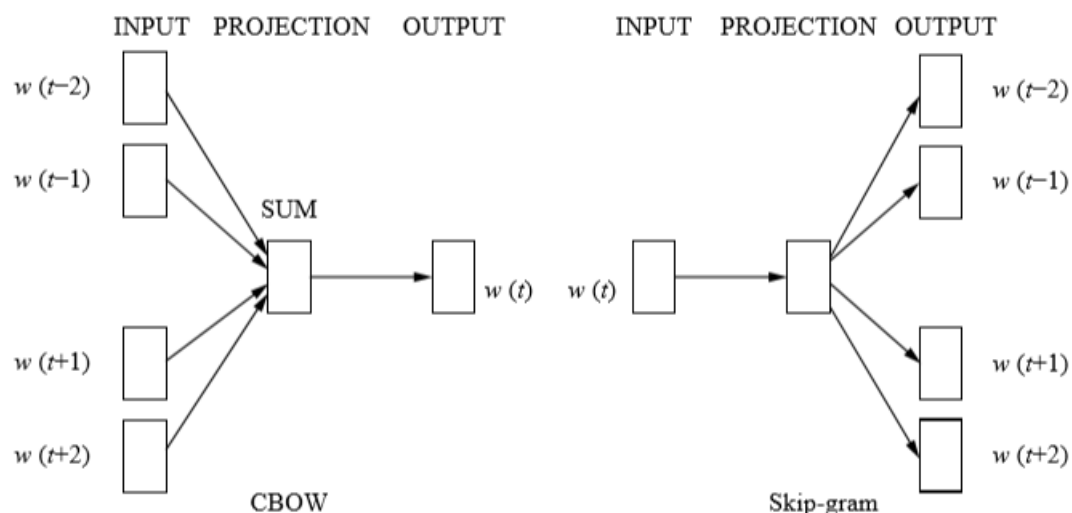 INPUT PROJECTION OUTPUT
w (t−2)
w (t−1)
SUM
w (t)
w (t+1)
w (t+2)
CBOW
INPUT PROJECTION OUTPUT
w (t−2)
w (t−1)
w (t)
w (t+1)
w (t+2)
Skip-gram